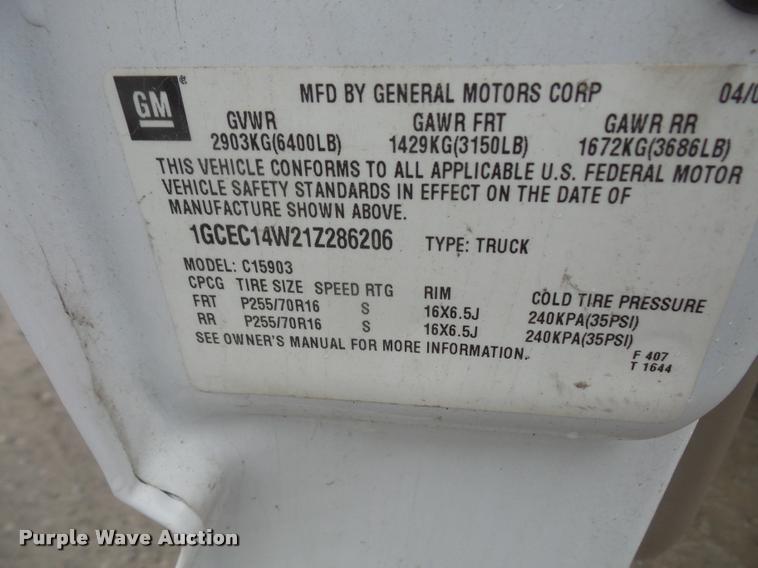 GM
MFD BY GENERAL MOTORS CORP 04/0
GVWR GAWR FRT GAWR RR
2903KG(6400LB) 1429KG(3150LB) 1672KG(3686LB)
THIS VEHICLE CONFORMS TO ALL APPLICABLE U.S. FEDERAL MOTOR
VEHICLE SAFETY STANDARDS IN EFFECT ON THE DATE OF
MANUFACTURE SHOWN ABOVE.
1GCEC14W21Z286206 TYPE: TRUCK
MODEL: C15903
CPCG TIRE SIZE SPEED RTG RIM COLD TIRE PRESSURE
FRT P255/70R16 S 16X6.5J 240KPA(35PSI)
RR P255/70R16 S 16X6.5J 240KPA(35PSI)
SEE OWNER'S MANUAL FOR MORE INFORMATION.
F 407
T 1644
Purple Wave Auction